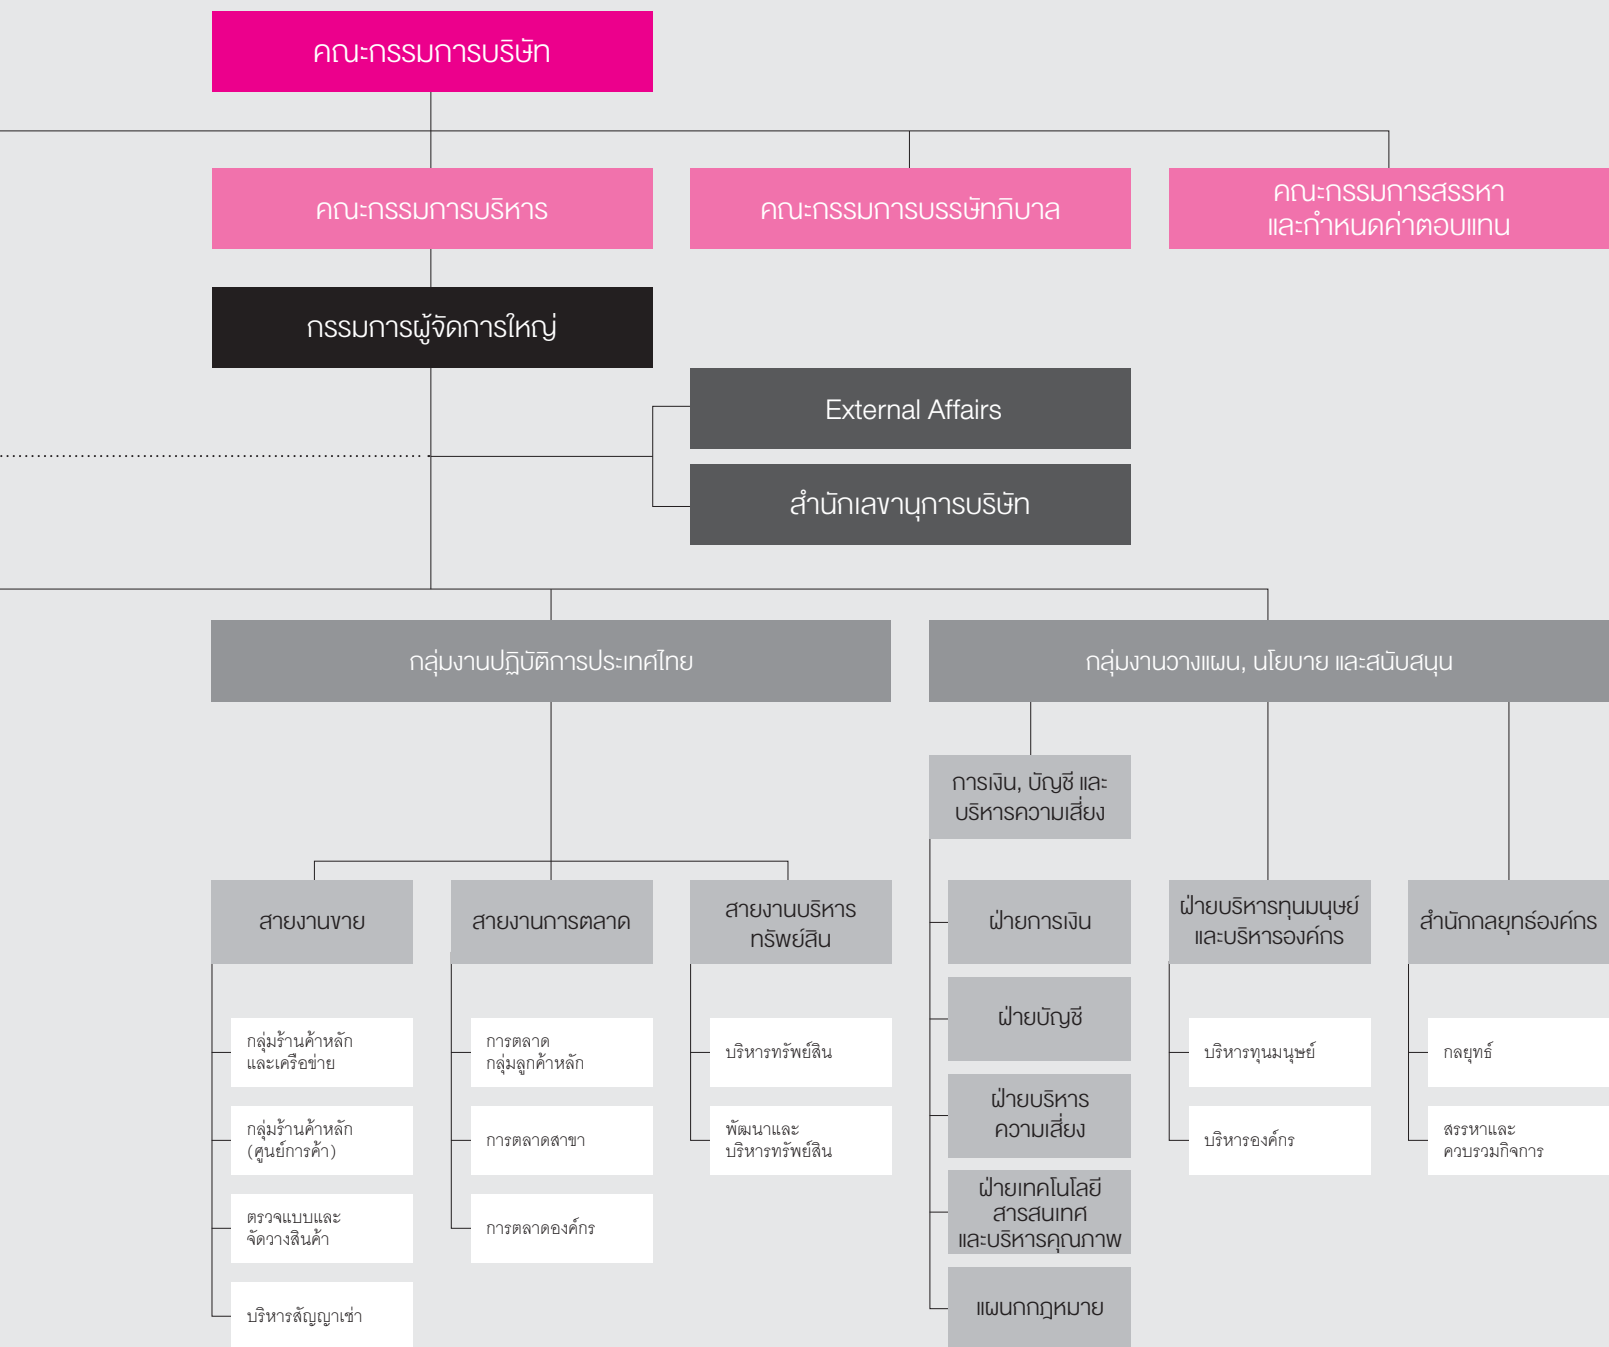 คณะกรรมการบริษัท
คณะกรรมการบริหาร
คณะกรรมการบรรษัทภิบาล
คณะกรรมการสรรหา
และกำหนดค่าตอบแทน
กรรมการผู้จัดการใหญ่
External Affairs
สำนักเลขานุการบริษัท
กลุ่มงานปฏิบัติการประเทศไทย
กลุ่มงานวางแผน, นโยบาย และสนับสนุน
การเงิน, บัญชี และ
บริหารความเสี่ยง
สายงานขาย
สายงานการตลาด
สายงานบริหาร
ทรัพย์สิน
ฝ่ายการเงิน
ฝ่ายบริหารทุนมนุษย์
และบริหารองค์กร
สำนักกลยุทธ์องค์กร
กลุ่มร้านค้าหลัก
และเครือข่าย
กลุ่มร้านค้าหลัก
(ศูนย์การค้า)
ตรวจแบบและ
จัดวางสินค้า
บริหารสัญญาเช่า
การตลาด
กลุ่มลูกค้าหลัก
การตลาดสาขา
การตลาดองค์กร
บริหารทรัพย์สิน
พัฒนาและ
บริหารทรัพย์สิน
ฝ่ายบัญชี
ฝ่ายบริหาร
ความเสี่ยง
ฝ่ายเทคโนโลยี
สารสนเทศ
และบริหารคุณภาพ
แผนกกฎหมาย
บริหารทุนมนุษย์
บริหารองค์กร
กลยุทธ์
สรรหาและ
ควบรวมกิจการ